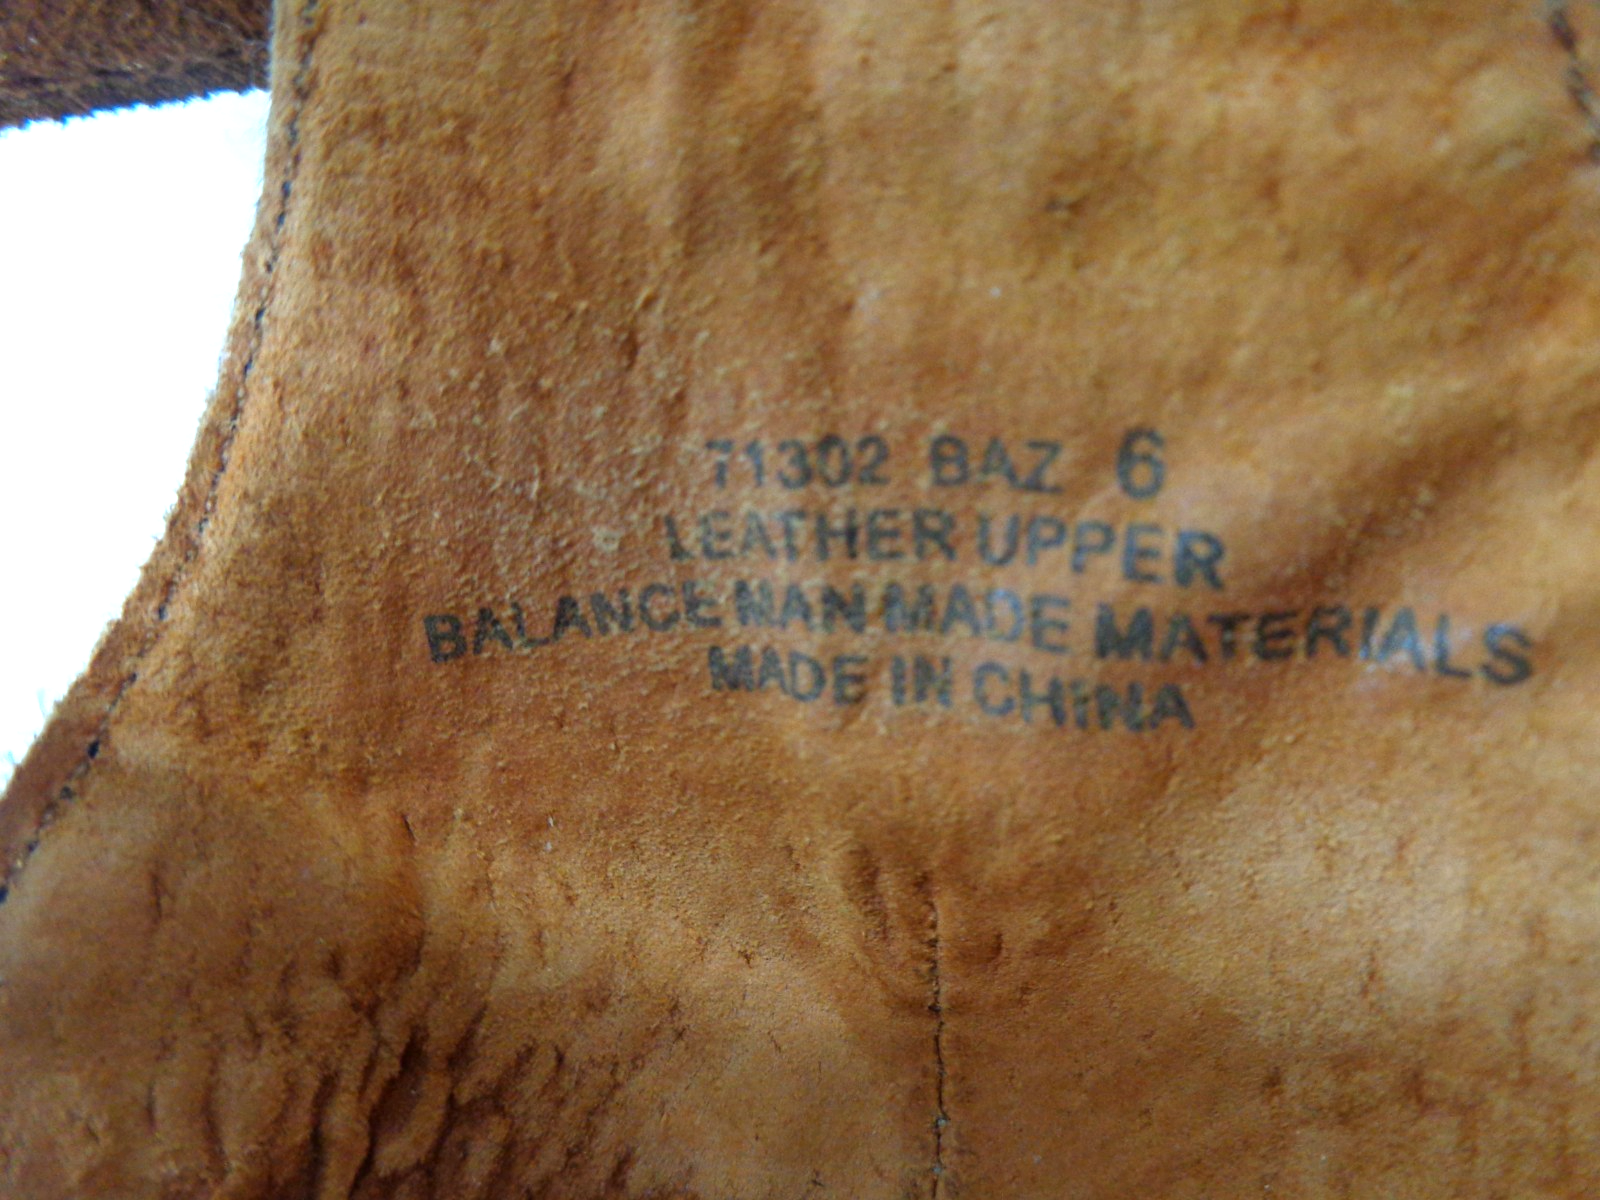 71302 BAZ 6
LEATHER UPPER
BALANCE MAN MADE MATERIALS
MADE IN CHINA